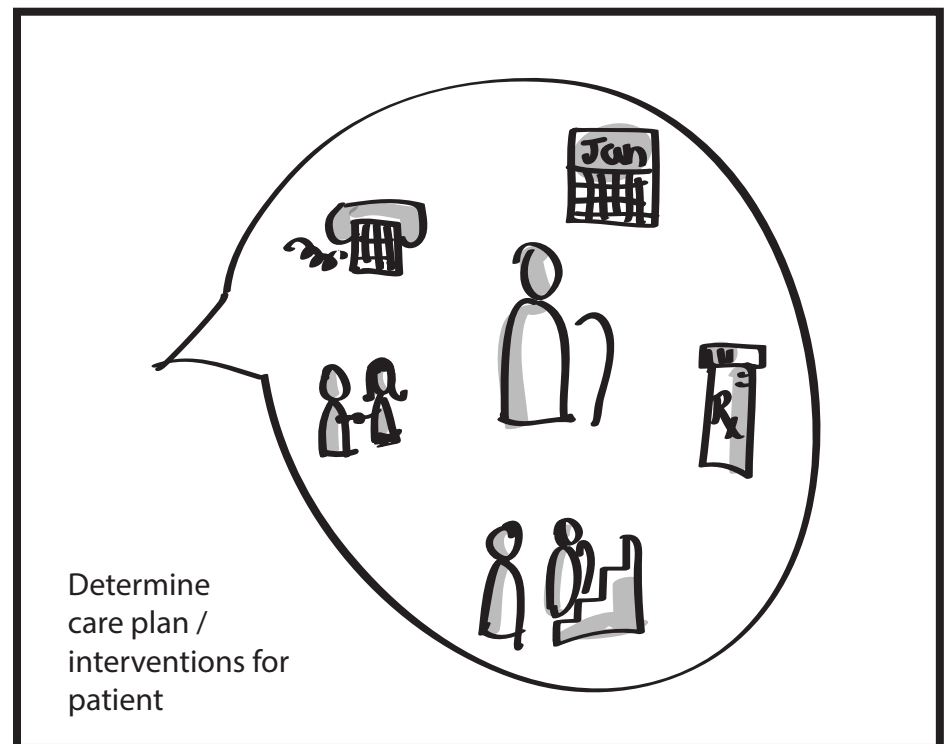 Jan
Rx
Determine
care plan /
interventions for
patient